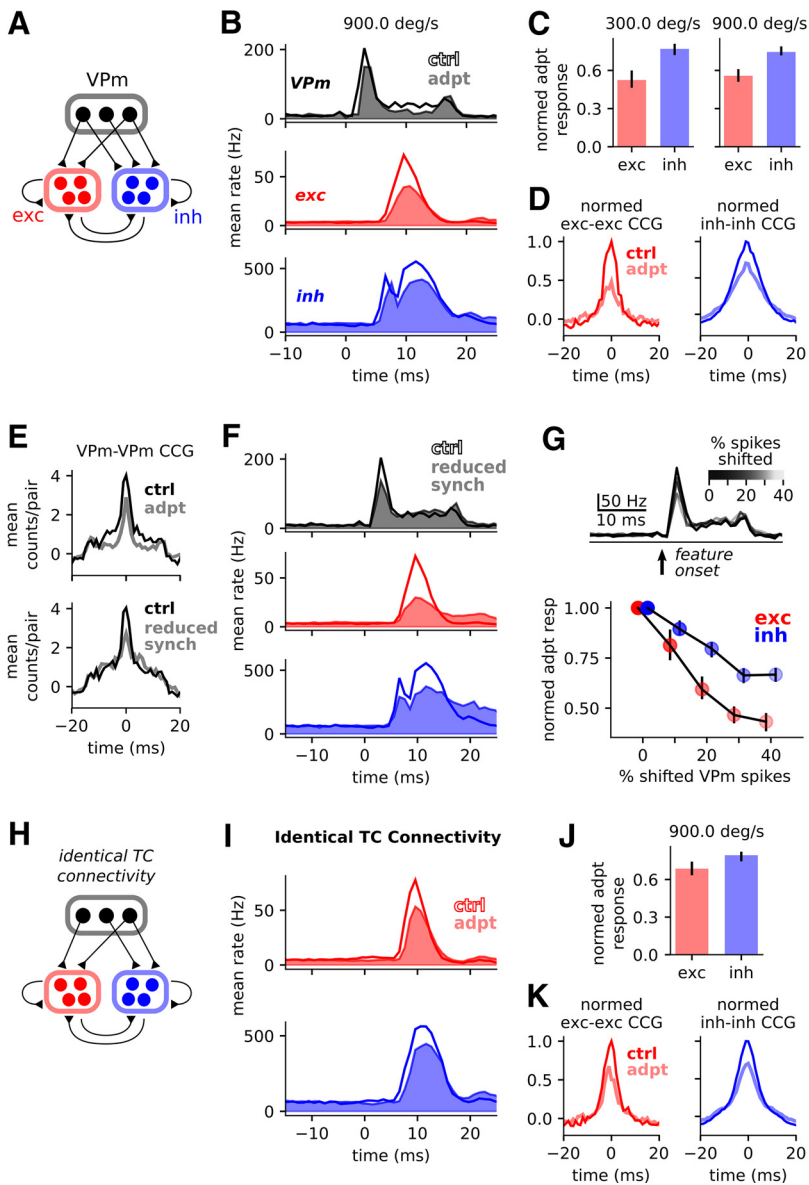 A
VPm
exc
inh
B
900.0 deg/s
VPm
ctrl
adpt
200
0
exc
50
0
inh
500
0
mean rate (Hz)
−10
0
10
20
time (ms)
C
300.0 deg/s
900.0 deg/s
normed adpt
response
0.6
0.3
0.0
exc
inh
exc
inh
D
normed
exc-exc CCG
normed
inh-inh CCG
ctrl
adpt
1.0
0.5
0.0
−20
0
20
−20
0
20
time (ms)
time (ms)
E
VPm-VPm CCG
mean
counts/pair
4
2
0
ctrl
adpt
mean
counts/pair
4
2
0
ctrl
reduced
synch
−20
0
20
time (ms)
F
ctrl
reduced
synch
200
0
50
0
500
0
mean rate (Hz)
−10
0
10
20
time (ms)
G
% spikes
shifted
0
20
40
50 Hz
10 ms
feature
onset
normed adpt resp
1.00
0.75
0.50
exc
inh
0
20
40
% shifted VPm spikes
H
identical TC
connectivity
I
Identical TC Connectivity
ctrl
adpt
50
0
500
0
mean rate (Hz)
−10
0
10
20
time (ms)
J
900.0 deg/s
normed adpt
response
0.6
0.3
0.0
exc
inh
K
normed
exc-exc CCG
normed
inh-inh CCG
ctrl
adpt
1.0
0.5
0.0
−20
0
20
−20
0
20
time (ms)
time (ms)